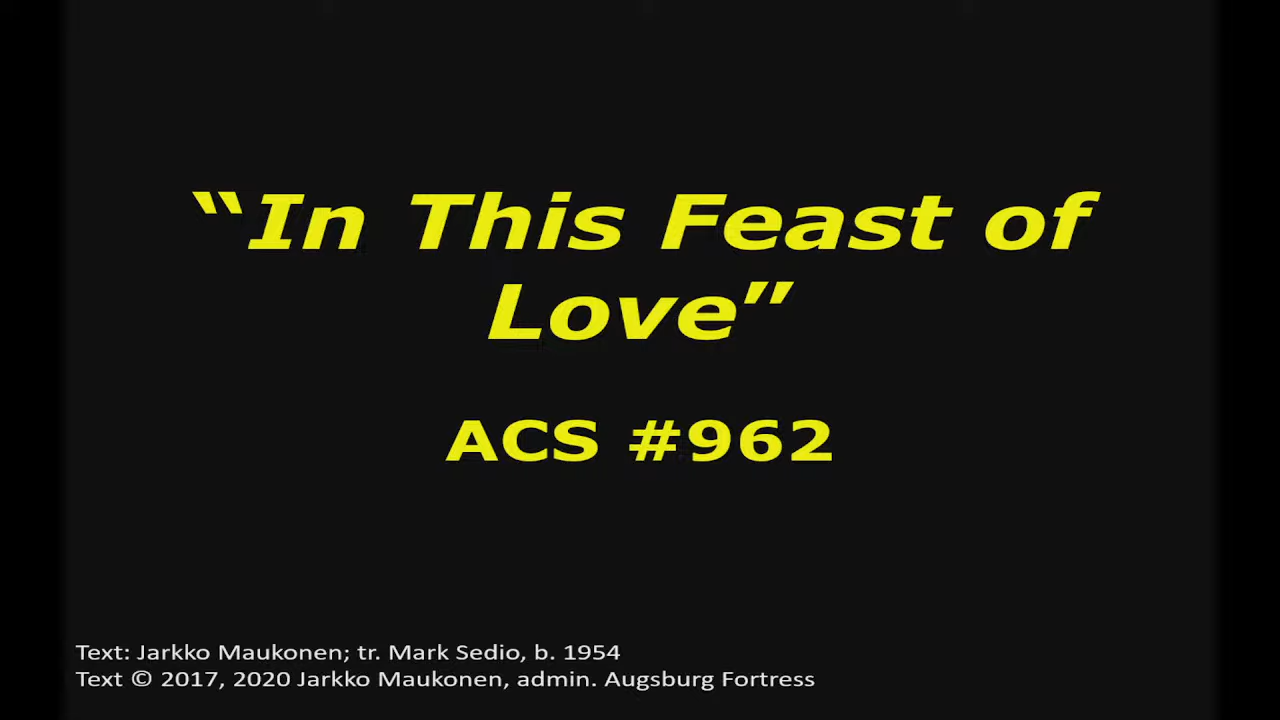 “In This Feast of
Love”
ACS #962
Text: Jarkko Maukonen; tr. Mark Sedio, b. 1954
Text © 2017, 2020 Jarkko Maukonen, admin. Augsburg Fortress